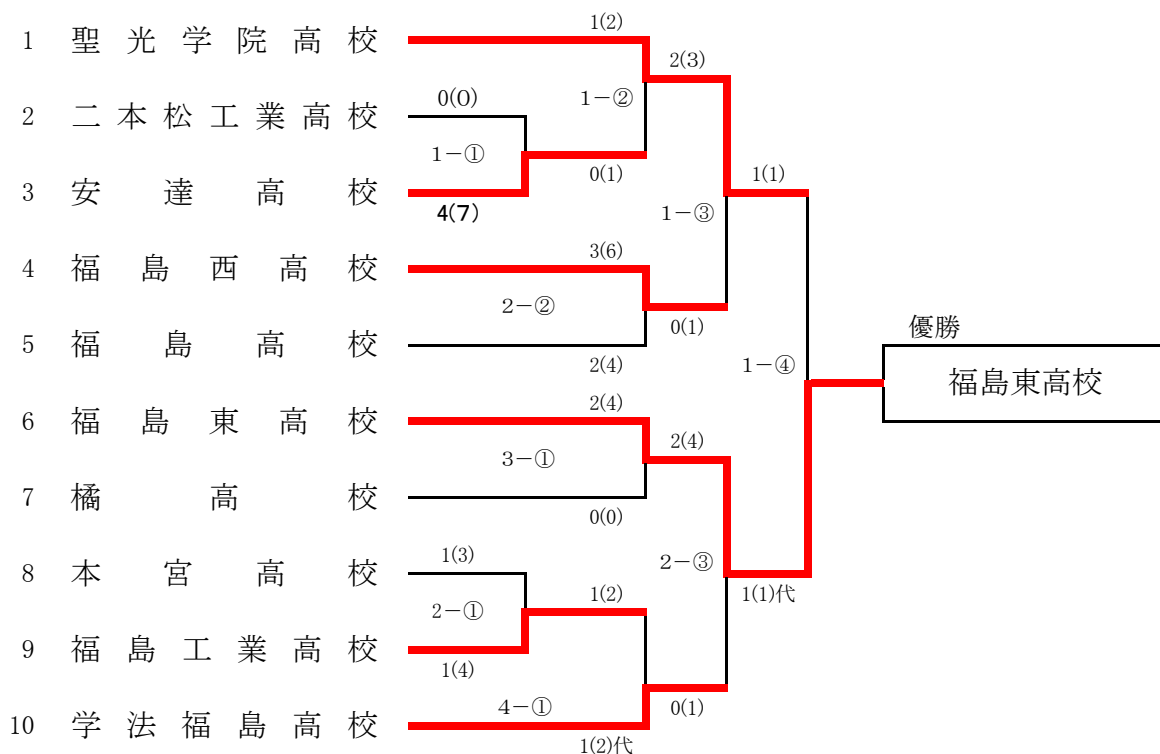 1(2)
1 聖光学院高校
2(3)
0(0)
1-②
2 二本松工業高校
1-①
0(1)
1(1)
3 安達高校
4(7)
1-③
3(6)
4 福島西高校
2-②
0(1)
優勝
5 福島高校
2(4)
1-④
福島東高校
2(4)
6 福島東高校
2(4)
3-①
7 橘高校
0(0)
1(3)
2-③
8 本宮高校
1(2)
1(1)代
2-①
9 福島工業高校
1(4)
4-①
0(1)
10 学法福島高校
1(2)代